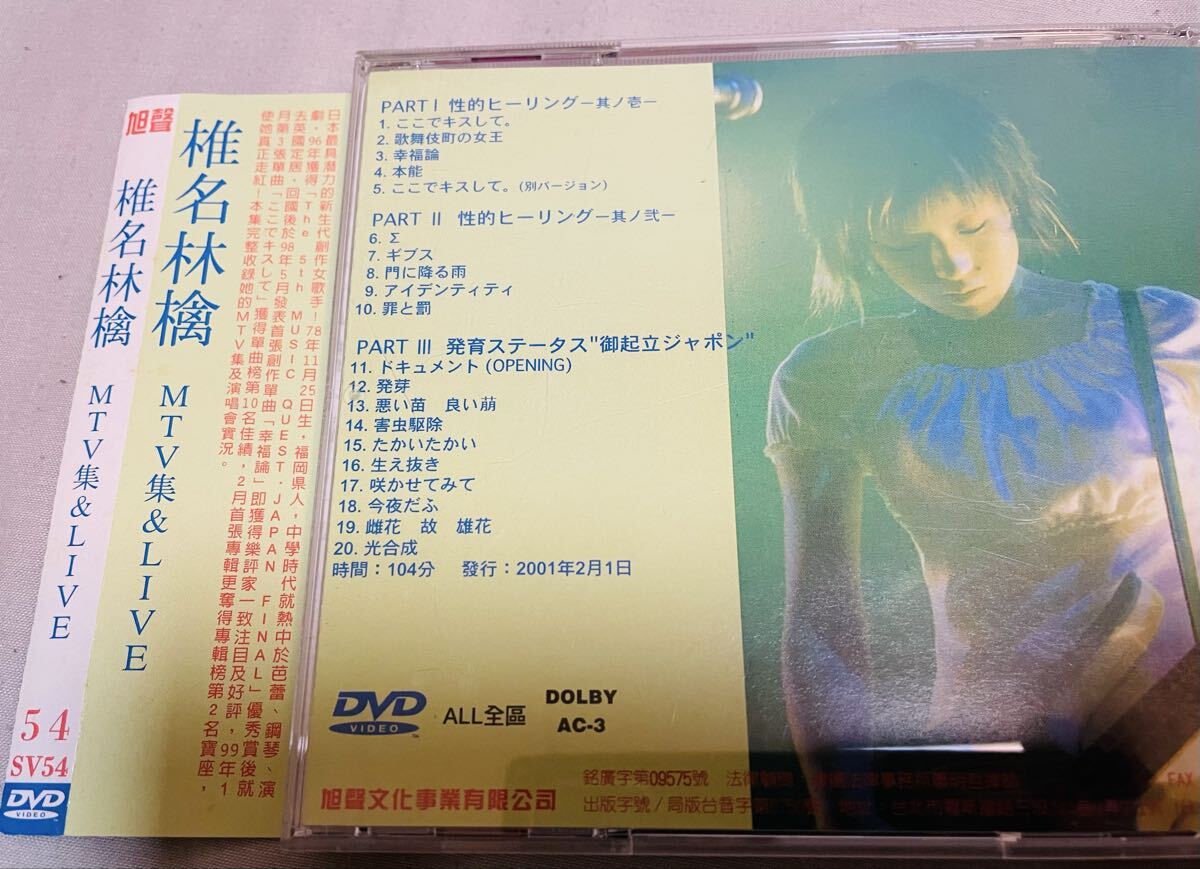 旭聲
椎名林檎
MTV集&LIVE
54
SV54
DVD
VIDEO
椎名林檎
MTV集&LIVE
日本最具潛力的新生代創作女歌手!78年11月25日生,福岡県人,中學時代就熱中於芭蕾、鋼琴、演
劇,96年獲得「The 5th MUSIC QUEST.JAPAN FINAL」優秀賞後就
去英國定居,回國後於98年5月發表首張創作單曲「幸福論」即獲得樂評家一致注目及好評,99年1
月第3張單曲「ここでキスして」獲得單曲榜第10名佳績,2月首張專輯更奪得專輯榜第2名寶座,
使她真正走紅!本集完整收錄她的MTV集及演唱會實況。
PART I 性的ヒーリングー其ノ壱ー
1. ここでキスして。
2. 歌舞伎町の女王
3. 幸福論
4. 本能
5. ここでキスして。(別バージョン)
PART II 性的ヒーリングー其ノ弐ー
6. Σ
7. ギブス
8. 門に降る雨
9. アイデンティティ
10. 罪と罰
PART III 発育ステータス"御起立ジャポン"
11. ドキュメント (OPENING)
12. 発芽
13. 悪い苗 良い萠
14. 害虫駆除
15. たかいたかい
16. 生え抜き
17. 咲かせてみて
18. 今夜だふ
19. 雌花 故 雄花
20. 光合成
時間:104分 發行:2001年2月1日
DVD
VIDEO
ALL全區
DOLBY
AC-3
旭聲文化事業有限公司
銘廣字第09575號
出版字號/局版台音字
FAX